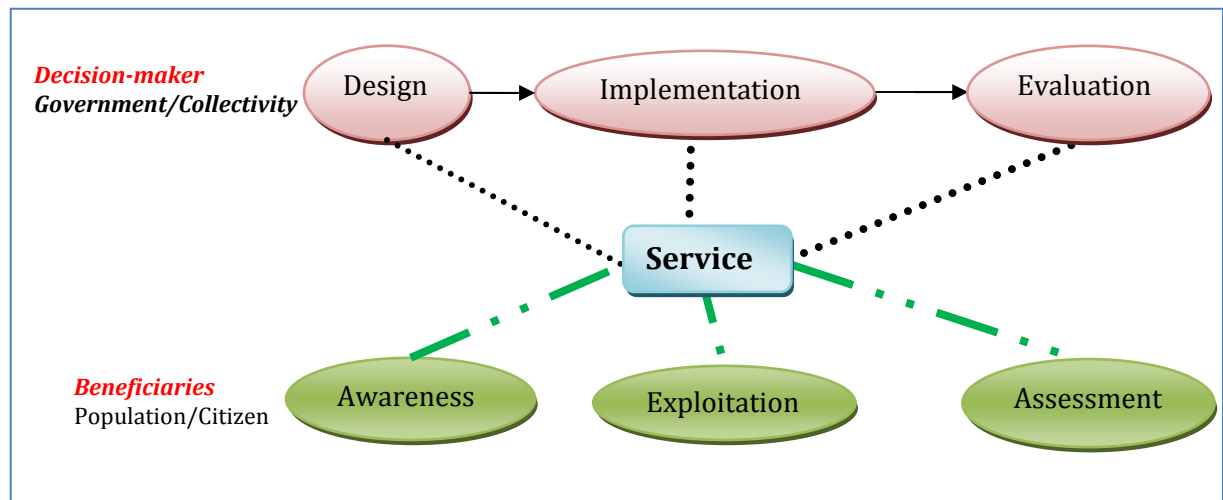 Decision-maker
Government/Collectivity
Design
Implementation
Evaluation
Service
Beneficiaries
Population/Citizen
Awareness
Exploitation
Assessment